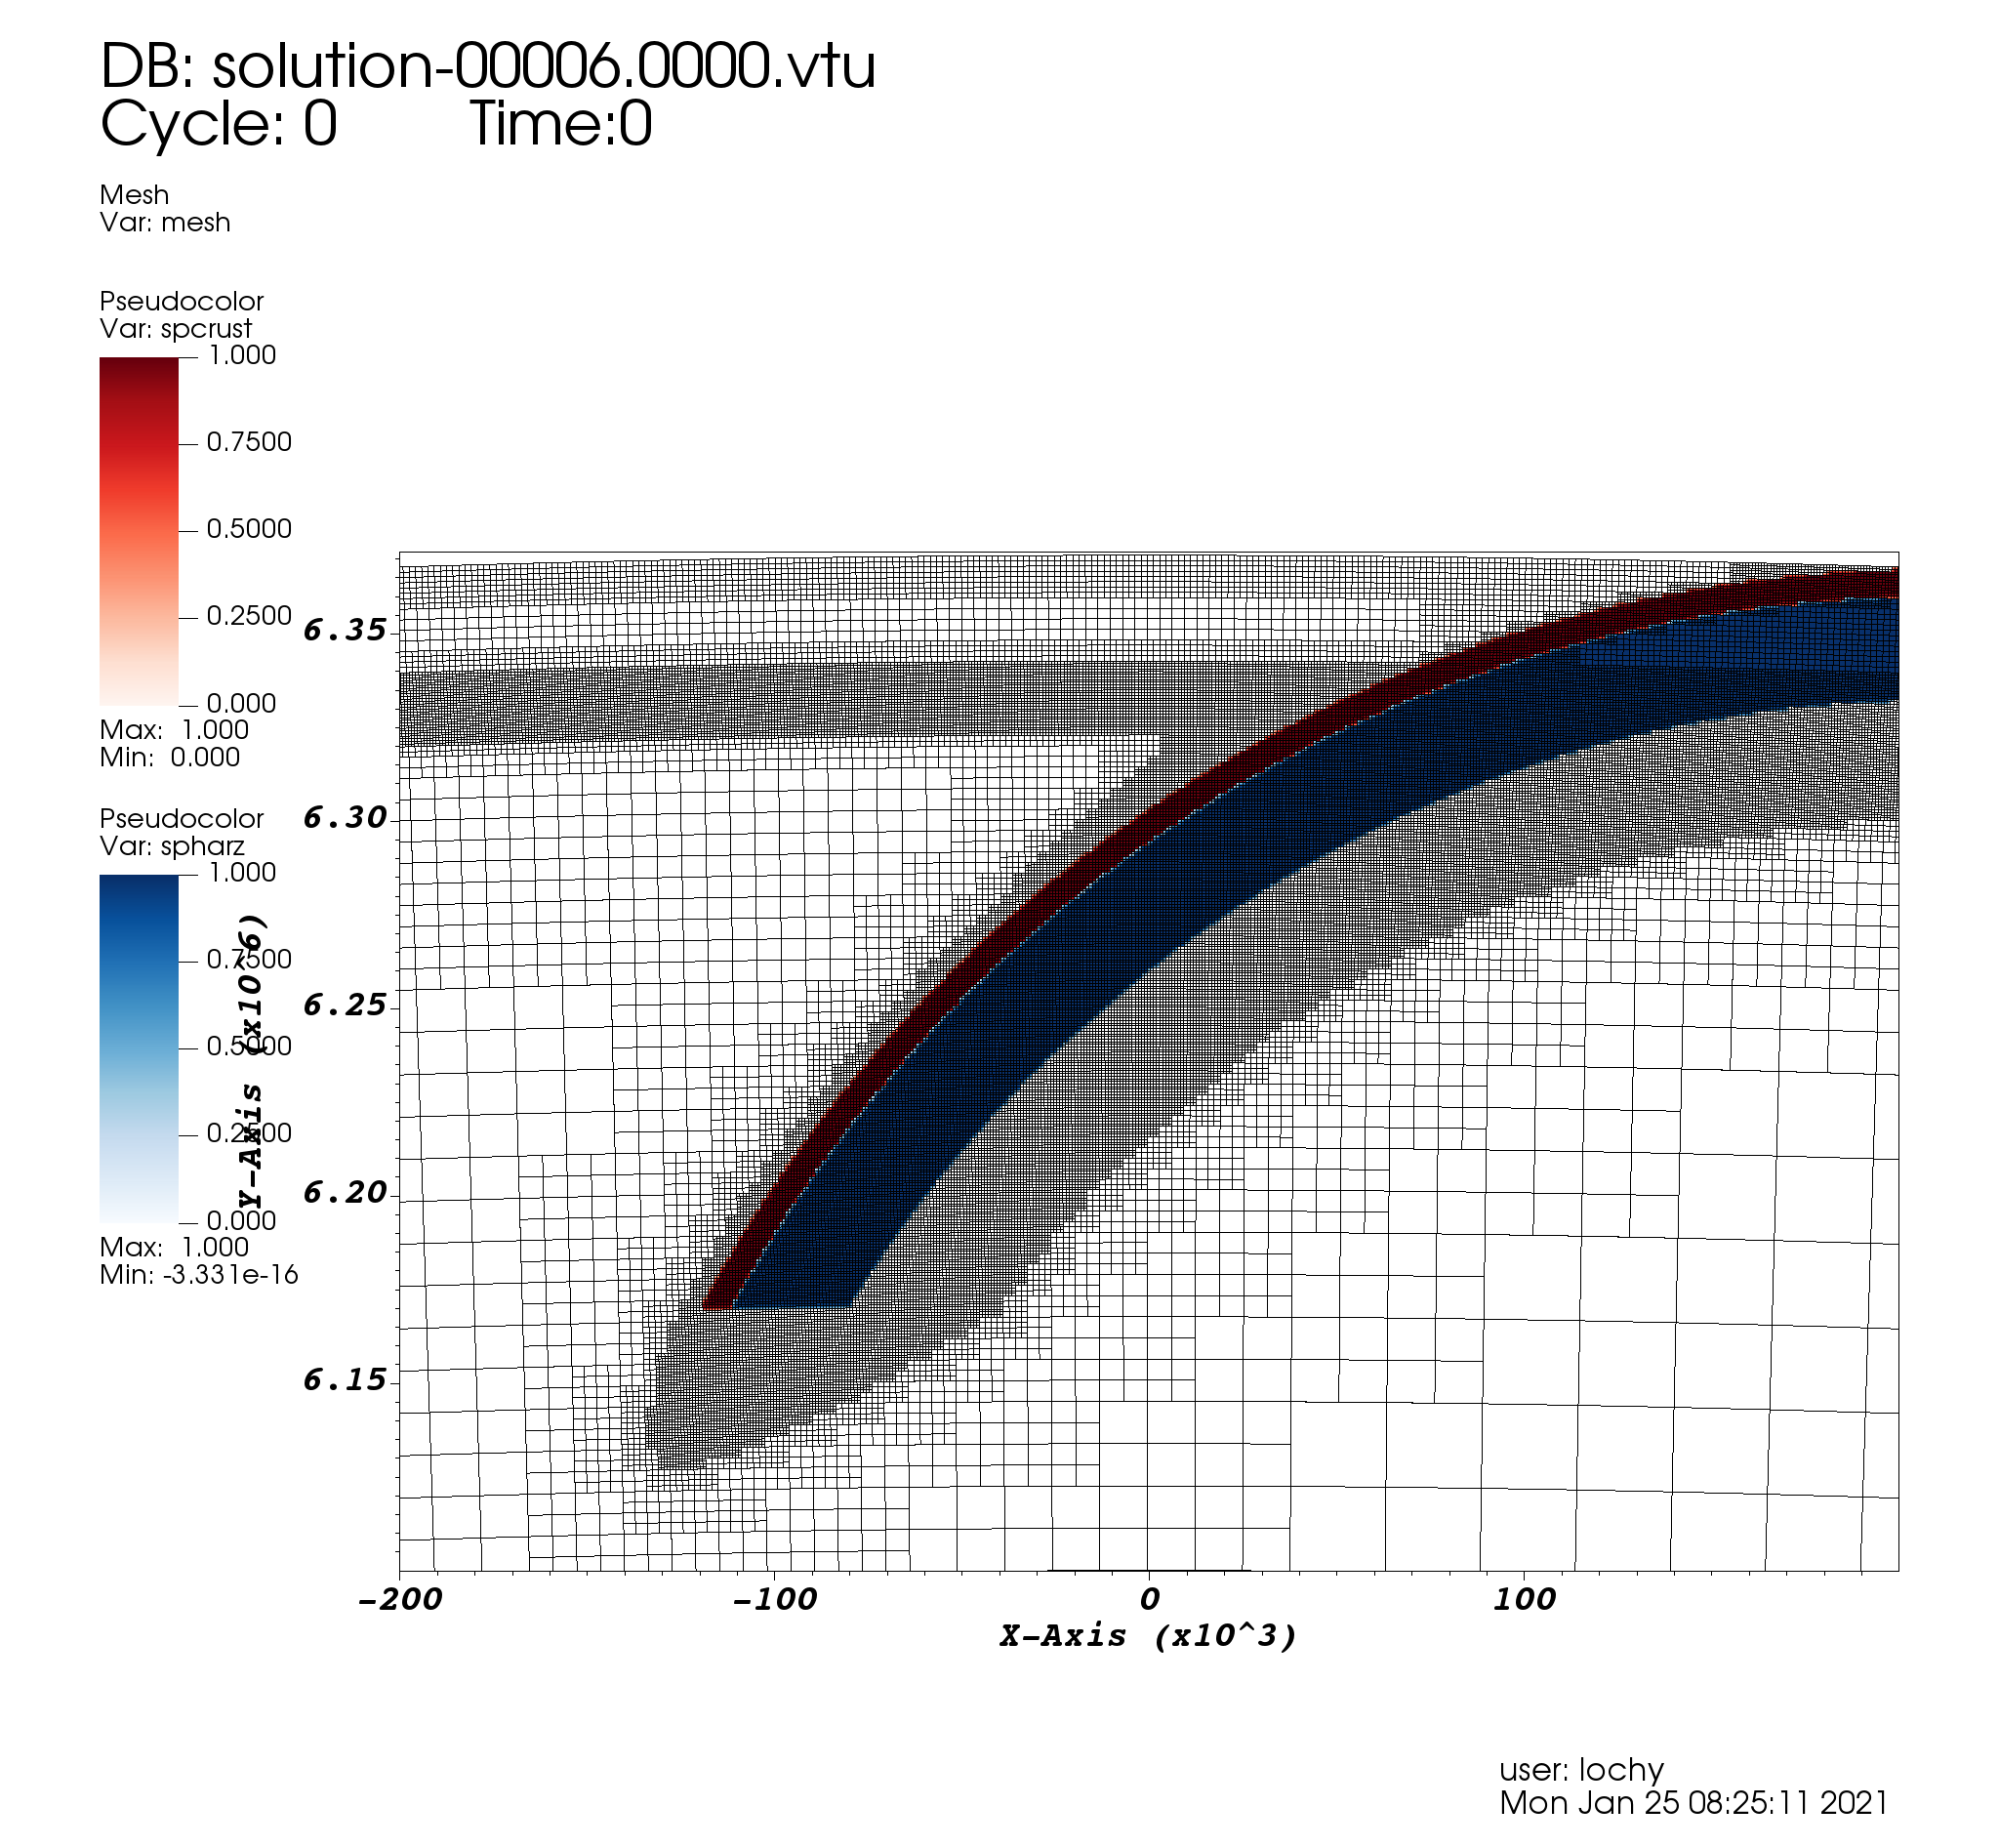 DB: solution-00006.0000.vtu
Cycle: 0 Time:0
Mesh
Var: mesh
Pseudocolor
Var: spcrust
1.000
0.7500
0.5000
0.2500
0.000
Max: 1.000
Min: 0.000
Pseudocolor
Var: spharz
1.000
0.7500
0.5000
0.2500
0.000
Max: 1.000
Min: -3.331e-16
Y-Axis (x10^6)
6.35
6.30
6.25
6.20
6.15
-200 -100 0 100
X-Axis (x10^3)
user: lochy
Mon Jan 25 08:25:11 2021